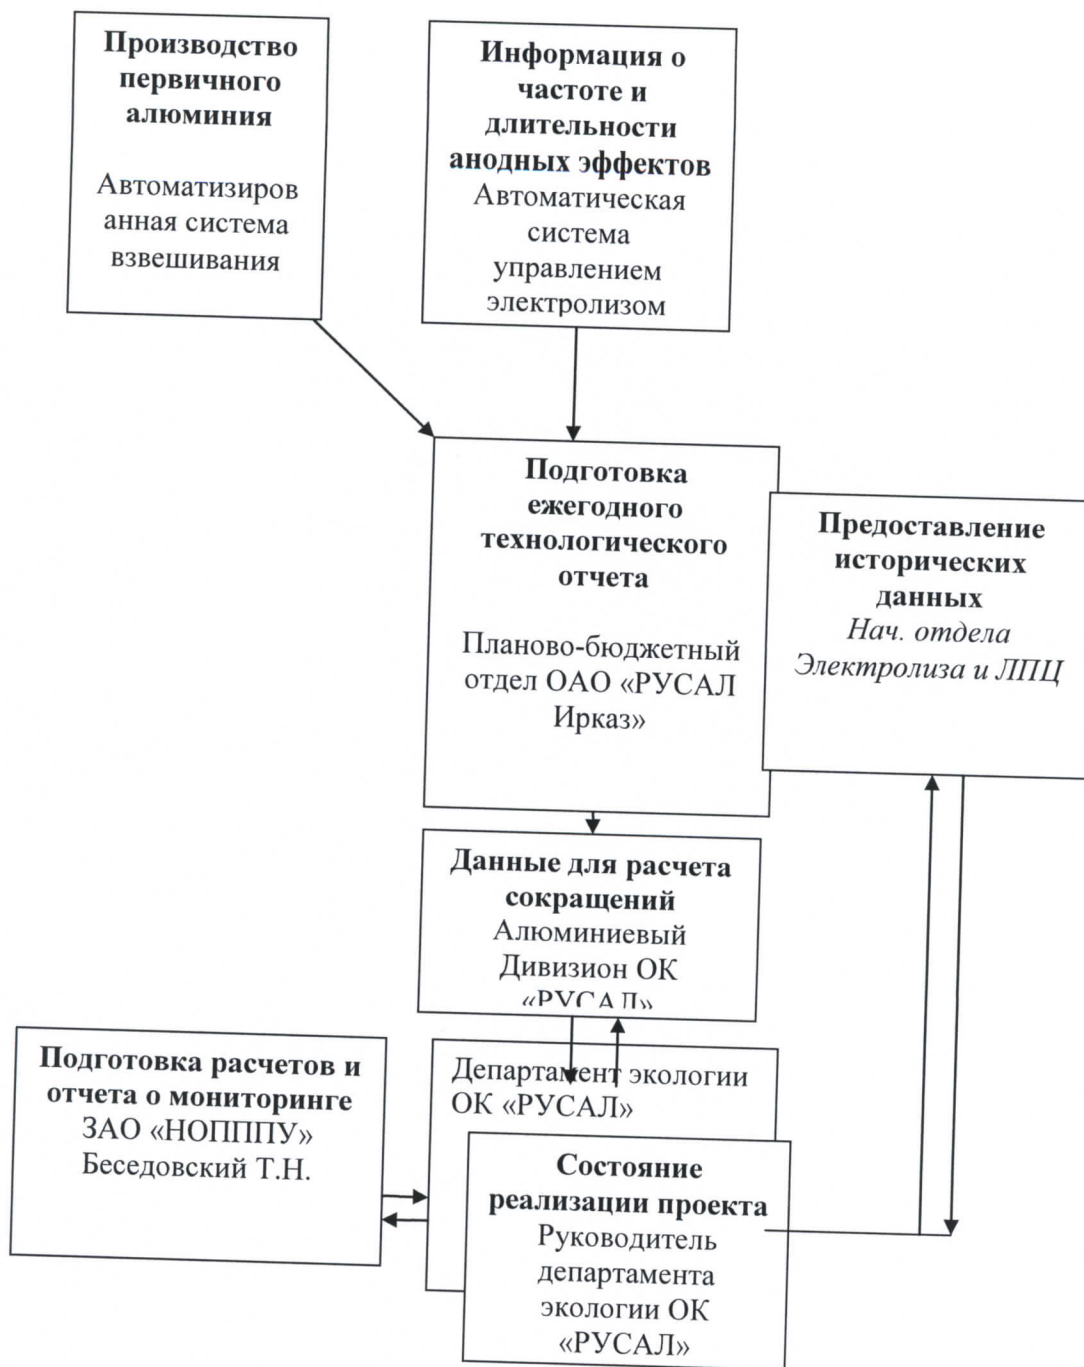 Производство
первичного
алюминия
Автоматизиров
анная система
взвешивания
Информация о
частоте и
длительности
анодных эффектов
Автоматическая
система
управлением
электролизом
Подготовка
ежегодного
технологического
отчета
Планово-бюджетный
отдел ОАО «РУСАЛ
Ирказ»
Предоставление
исторических
данных
Нач. отдела
Электролиза и ЛПЦ
Данные для расчета
сокращений
Алюминиевый
Дивизион ОК
«РУСАЛ»
Подготовка расчетов и
отчета о мониторинге
ЗАО «НОПППУ»
Беседовский Т.Н.
Департамент экологии
ОК «РУСАЛ»
Состояние
реализации проекта
Руководитель
департамента
экологии ОК
«РУСАЛ»